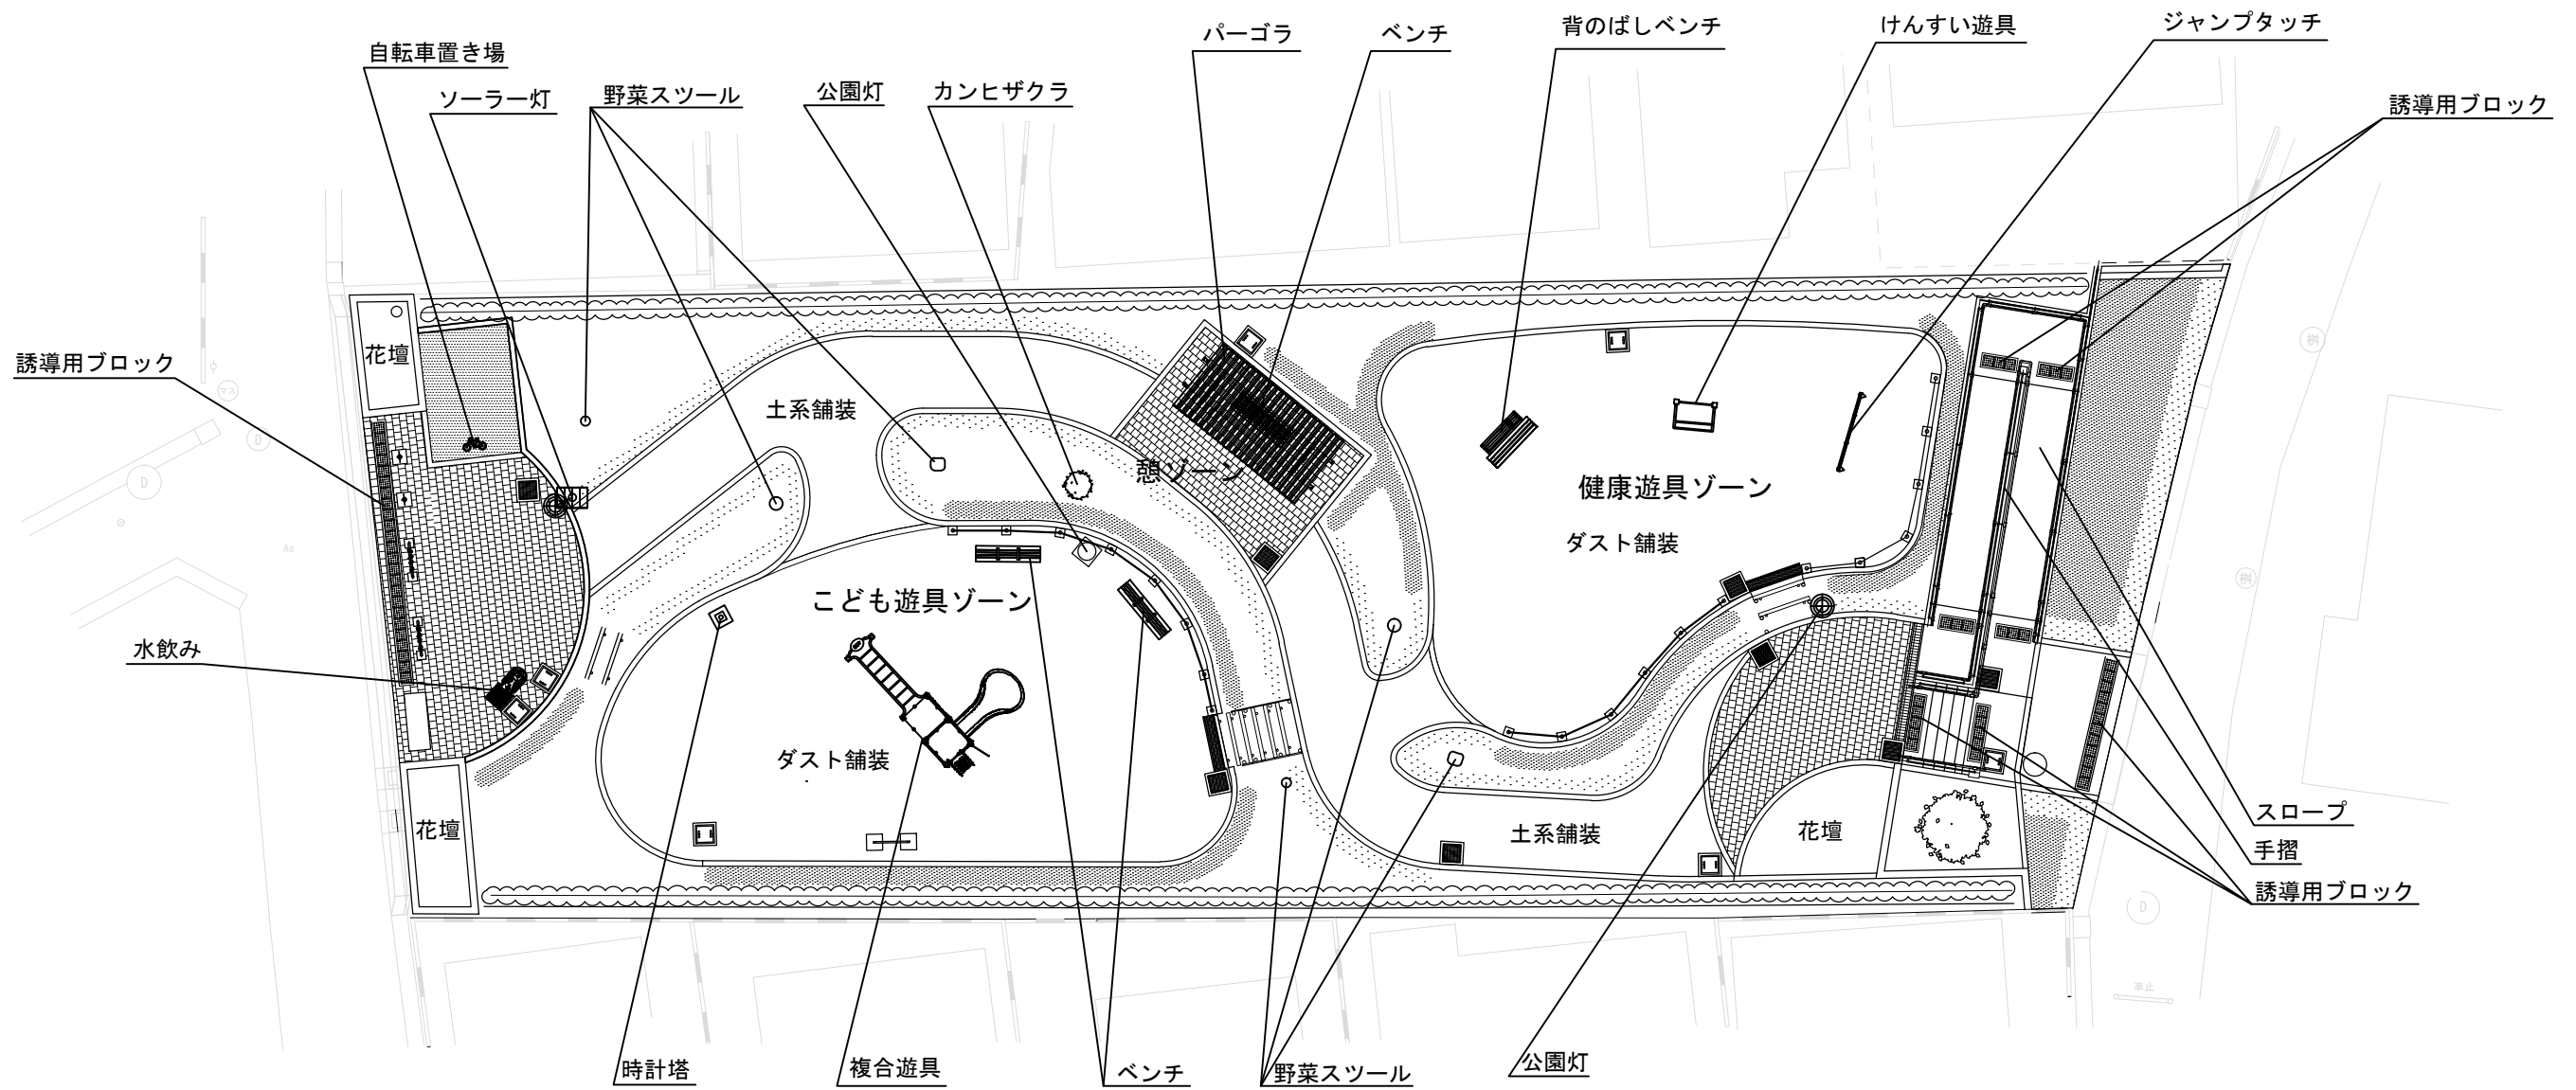 ジャンプタッチ
けんすい遊具
背のばしベンチ
パーゴラ
ベンチ
自転車置き場
ソーラー灯
野菜スツール
公園灯
カンヒザクラ
誘導用ブロック
桝
花壇
誘導用ブロック
マス
土系舗装
D
憩ゾーン
D
健康遊具ゾーン
ダスト舗装
As
桝
こども遊具ゾーン
水飲み
ダスト舗装
スロープ
花壇
土系舗装
花壇
手摺
誘導用ブロック
D
車止
時計塔
複合遊具
ベンチ
野菜スツール
公園灯